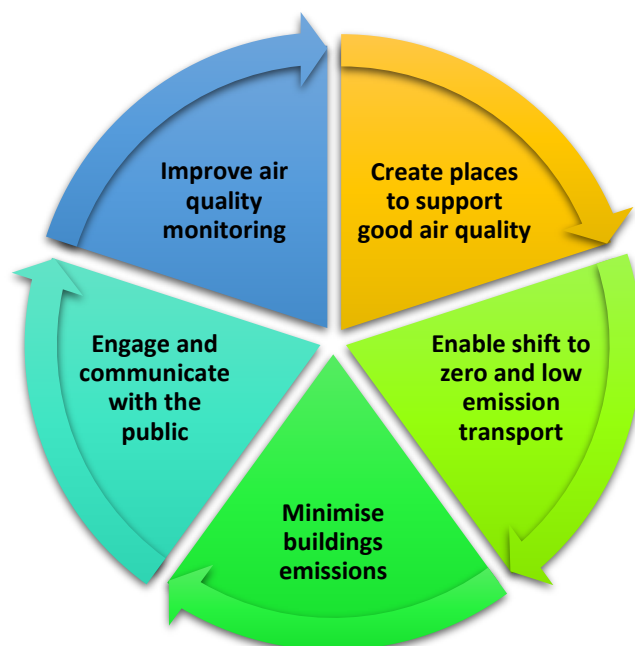 Improve air
quality
monitoring
Create places
to support
good air quality
Enable shift to
zero and low
emission
transport
Minimise
buildings
emissions
Engage and
communicate
with the
public